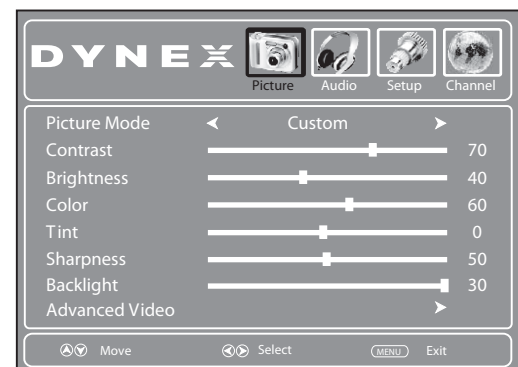 DYNEX
Picture Audio Setup Channel
Picture Mode Custom
Contrast 70
Brightness 40
Color 60
Tint 0
Sharpness 50
Backlight 30
Advanced Video
Move Select MENU Exit